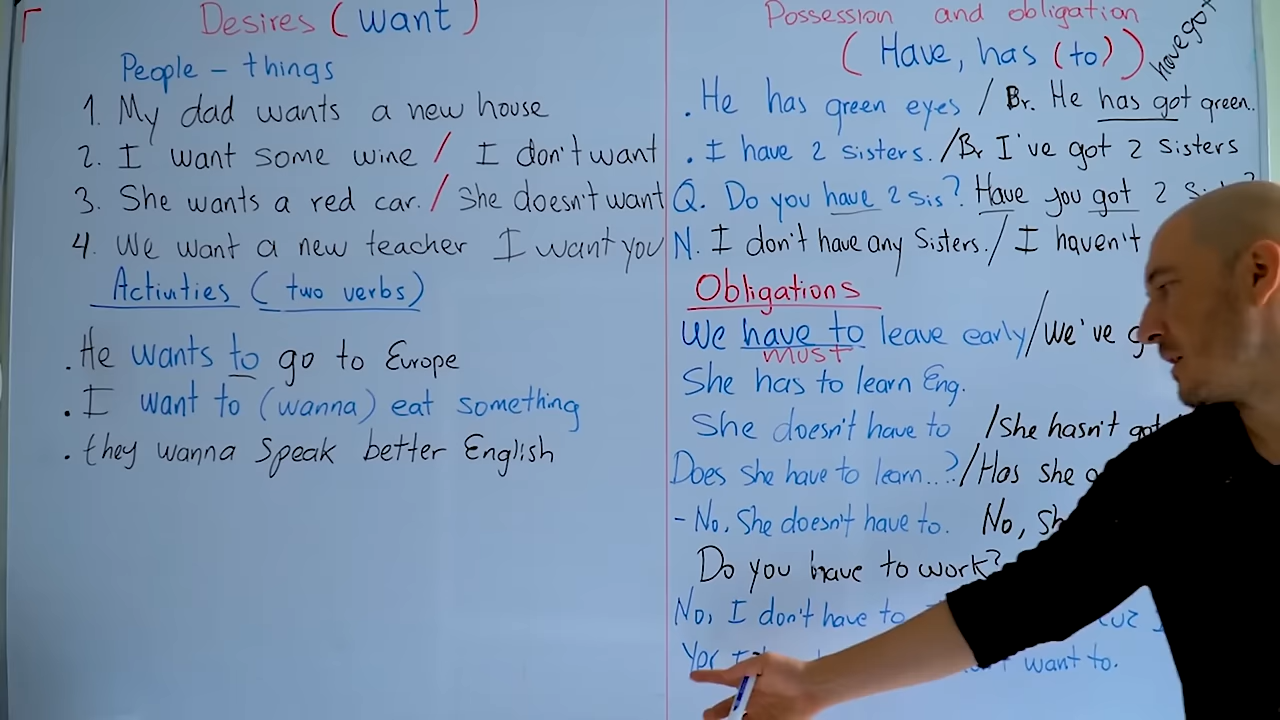 Desires (want)
People - things
1. My dad wants a new house
2. I want some wine / I don't want
3. She wants a red car. / She doesn't want
4. We want a new teacher I want you
Activities (two verbs)
. He wants to go to Europe
. I want to (wanna) eat something
. they wanna speak better English
Possession and obligation
(Have, has (to)) have got
. He has green eyes / Br. He has got green..
. I have 2 sisters. / Br I've got 2 sisters
Q. Do you have 2 sis? Have you got 2
N. I don't have any Sisters. / I haven't
Obligations
We have to leave early / We've
must
She has to learn Eng.
She doesn't have to / She hasn't got
Does she have to learn..? / Has she
- No, She doesn't have to. No,
Do you have to work?
No, I don't have to
want to.